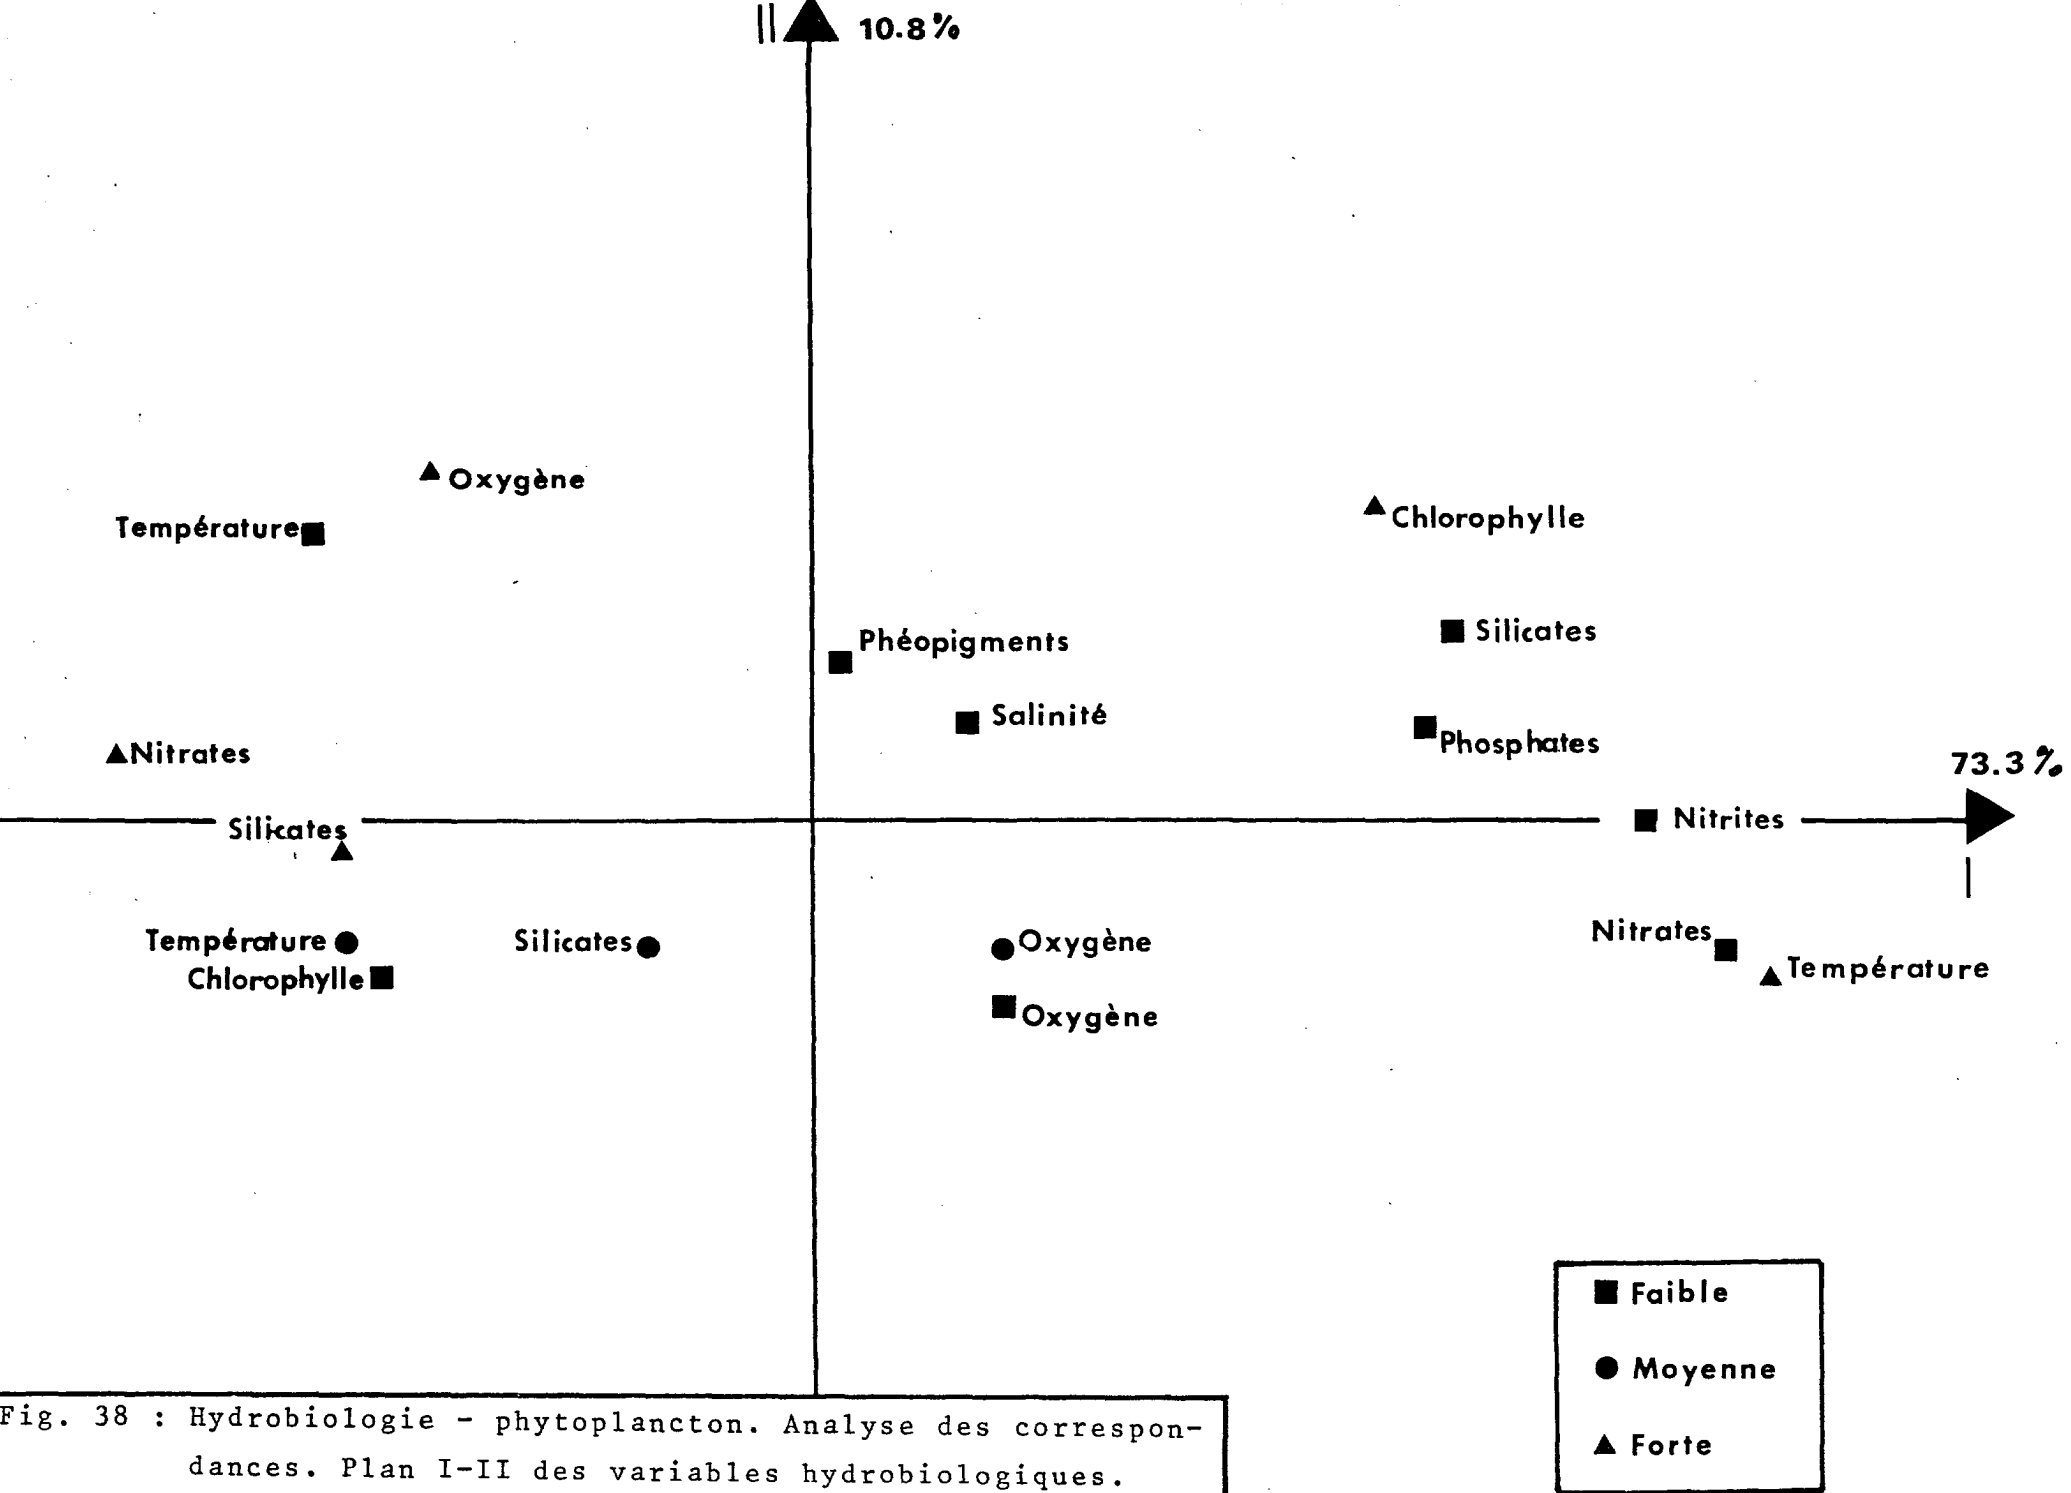 II 10.8%
Oxygène
Température
Chlorophylle
Silicates
Phéopigments
Salinité
Phosphates
Nitrates
73.3%
Silicates
Nitrites
I
Température
Silicates
Oxygène
Nitrates
Chlorophylle
Température
Oxygène
Faible
Moyenne
Forte
Fig. 38 : Hydrobiologie - phytoplancton. Analyse des correspon-
dances. Plan I-II des variables hydrobiologiques.